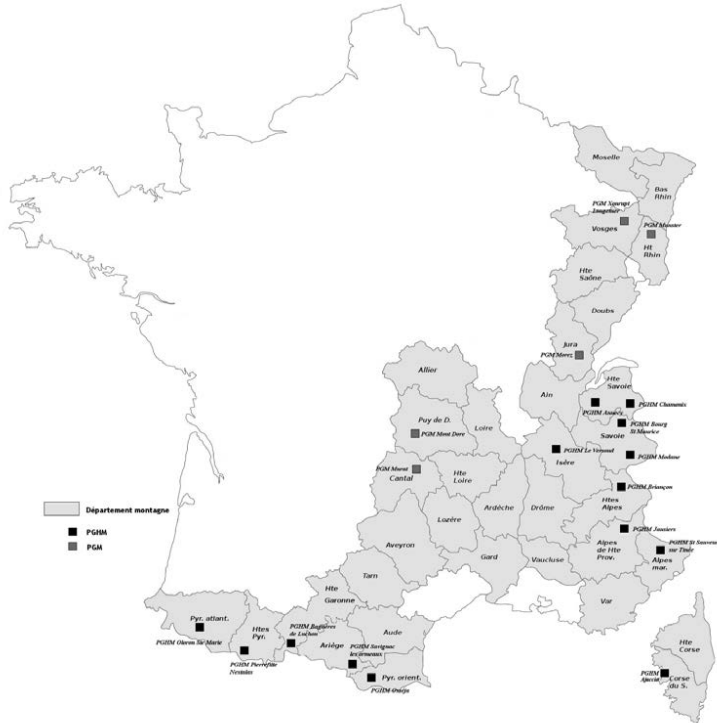 Moselle
Bas
Rhin
PGM Xonrupt
Longemer
Vosges
PGM Munster
Ht
Rhin
Hte
Saône
Doubs
Jura
PGM Morez
Allier
Ain
Hte
Savoie
PGHM Annecy
PGHM Chamonix
PGHM Bourg
St Maurice
Savoie
Puy de D.
PGM Mont Dore
Loire
PGHM Le Versoud
Isère
PGHM Modane
PGM Murat
Cantal
Hte
Loire
PGHM Briançon
Htes
Alpes
Ardèche
Drôme
Lozère
Département montagne
PGHM
PGM
PGHM Jausiers
Alpes
de Hte
Prov.
PGHM St Sauveur
sur Tinée
Alpes
mar.
Aveyron
Gard
Vaucluse
Tarn
Var
Hte
Garonne
Pyr. atlant.
PGHM Oloron Ste Marie
Htes
Pyr.
PGHM Pierrefitte
Nestalas
PGHM Bagnères
de Luchon
Ariège
Aude
PGHM Savignac
les ormeaux
Pyr. orient.
PGHM Osseja
Hte
Corse
PGHM
Ajaccio
Corse
du S.